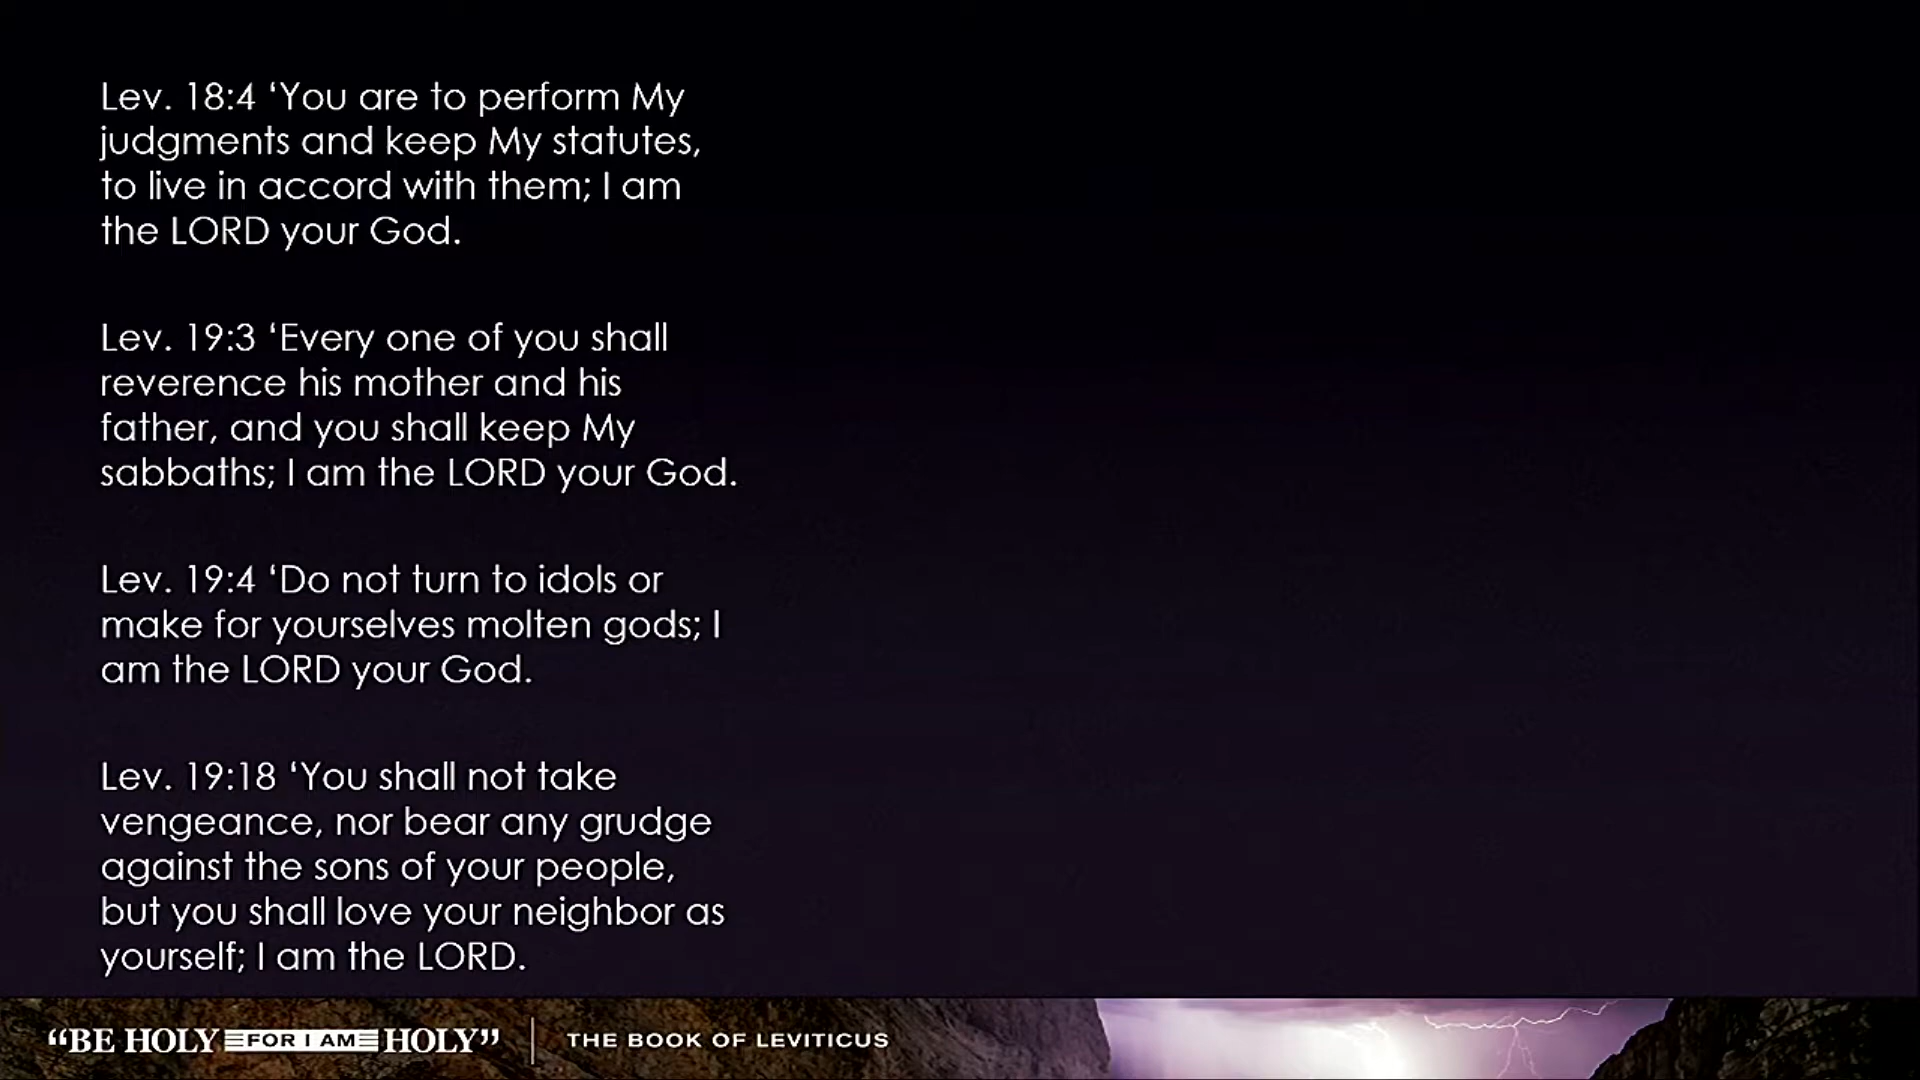 Lev. 18:4 ‘You are to perform My
judgments and keep My statutes,
to live in accord with them; I am
the LORD your God.
Lev. 19:3 ‘Every one of you shall
reverence his mother and his
father, and you shall keep My
sabbaths; I am the LORD your God.
Lev. 19:4 ‘Do not turn to idols or
make for yourselves molten gods; I
am the LORD your God.
Lev. 19:18 ‘You shall not take
vengeance, nor bear any grudge
against the sons of your people,
but you shall love your neighbor as
yourself; I am the LORD.
“BE HOLY FOR I AM HOLY” | THE BOOK OF LEVITICUS